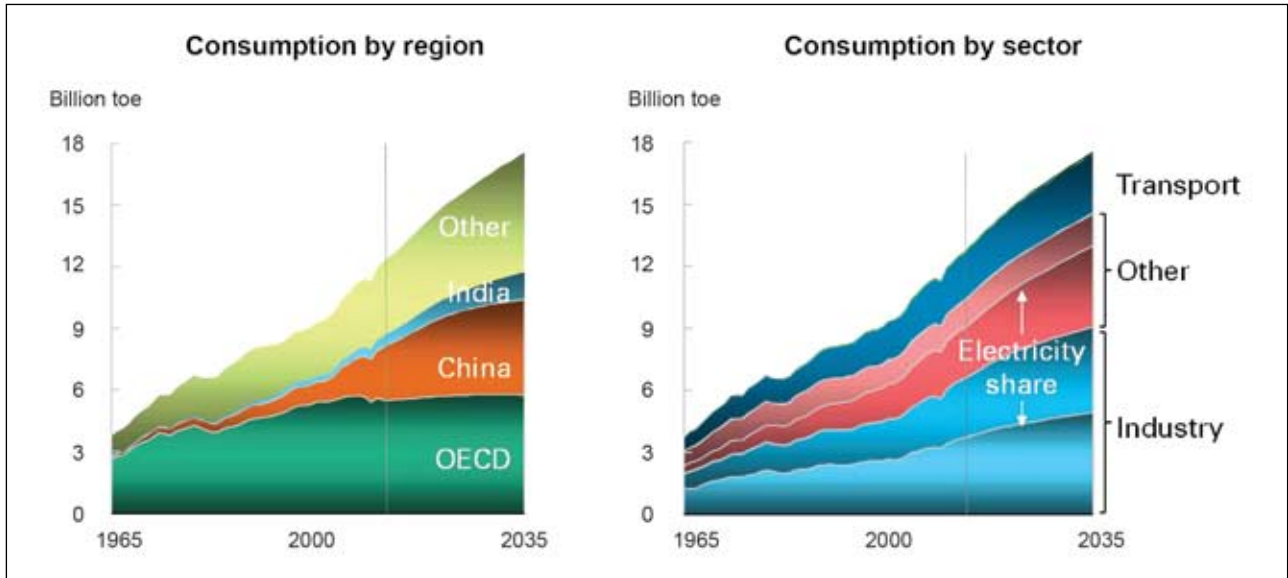 Consumption by region
Billion toe
18
15
12
9
6
3
0
1965
2000
2035
Other
India
China
OECD
Consumption by sector
Billion toe
18
15
12
9
6
3
0
1965
2000
2035
Electricity
share
Transport
Other
Industry